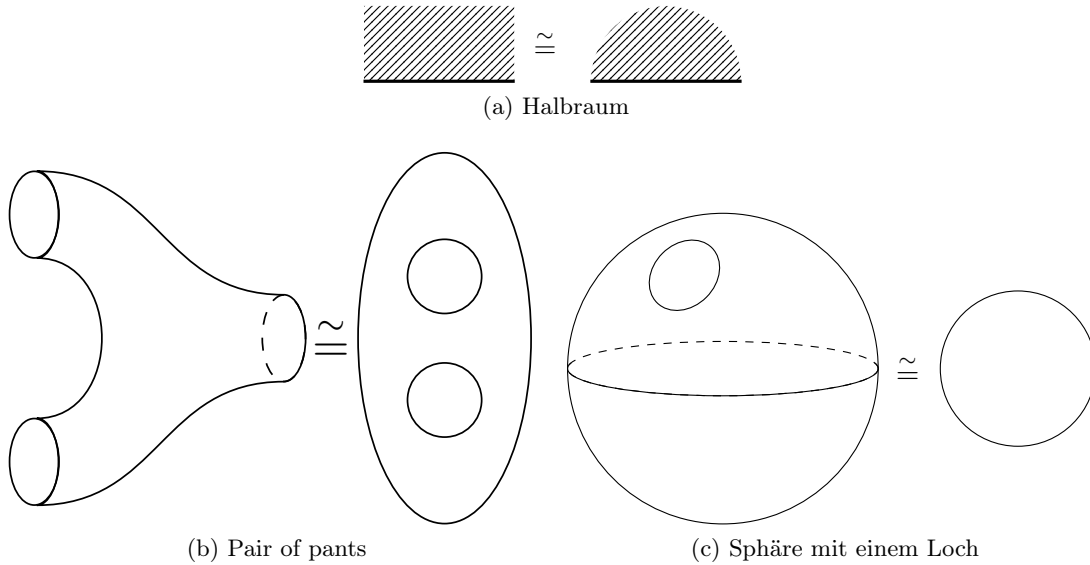 ≅
(a) Halbraum
≅
≅
(b) Pair of pants
(c) Sphäre mit einem Loch